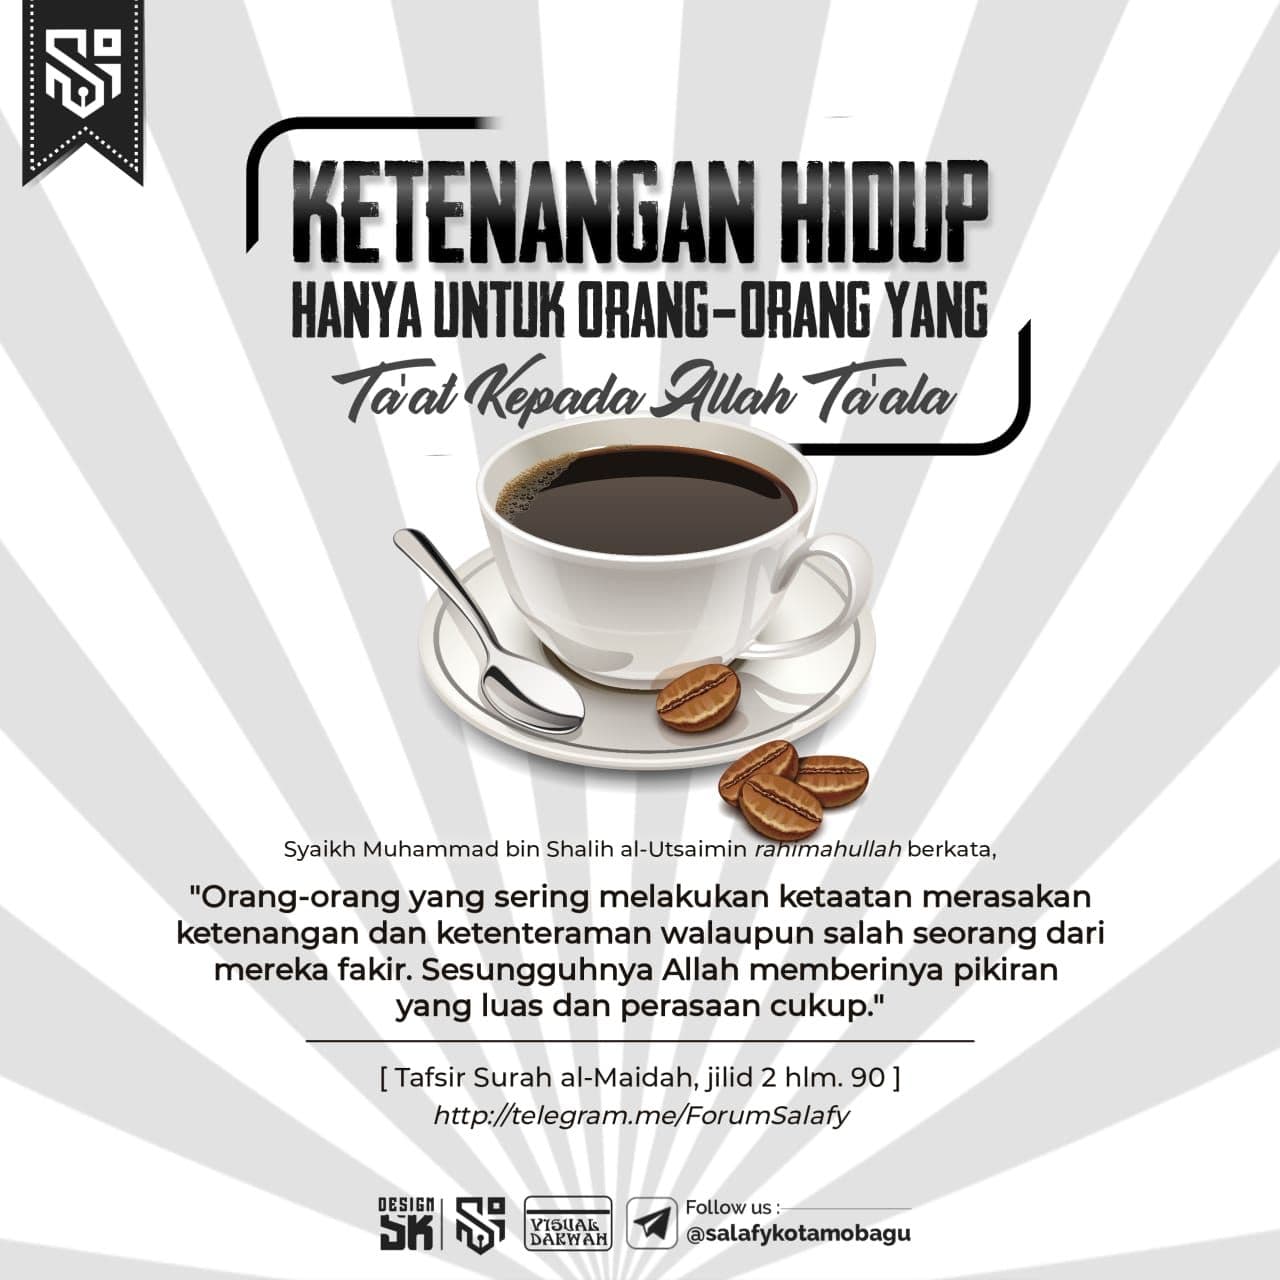 KETENANGAN HIDUP
HANYA UNTUK ORANG-ORANG YANG
Ta'at Kepada Allah Ta'ala
Syaikh Muhammad bin Shalih al-Utsaimin rahimahullah berkata,
"Orang-orang yang sering melakukan ketaatan merasakan
ketenangan dan ketenteraman walaupun salah seorang dari
mereka fakir. Sesungguhnya Allah memberinya pikiran
yang luas dan perasaan cukup."
[ Tafsir Surah al-Maidah, jilid 2 hlm. 90 ]
http://telegram.me/ForumSalafy
DESIGN
SK
VISUAL
DAKWAH
Follow us :
@salafykotamobagu